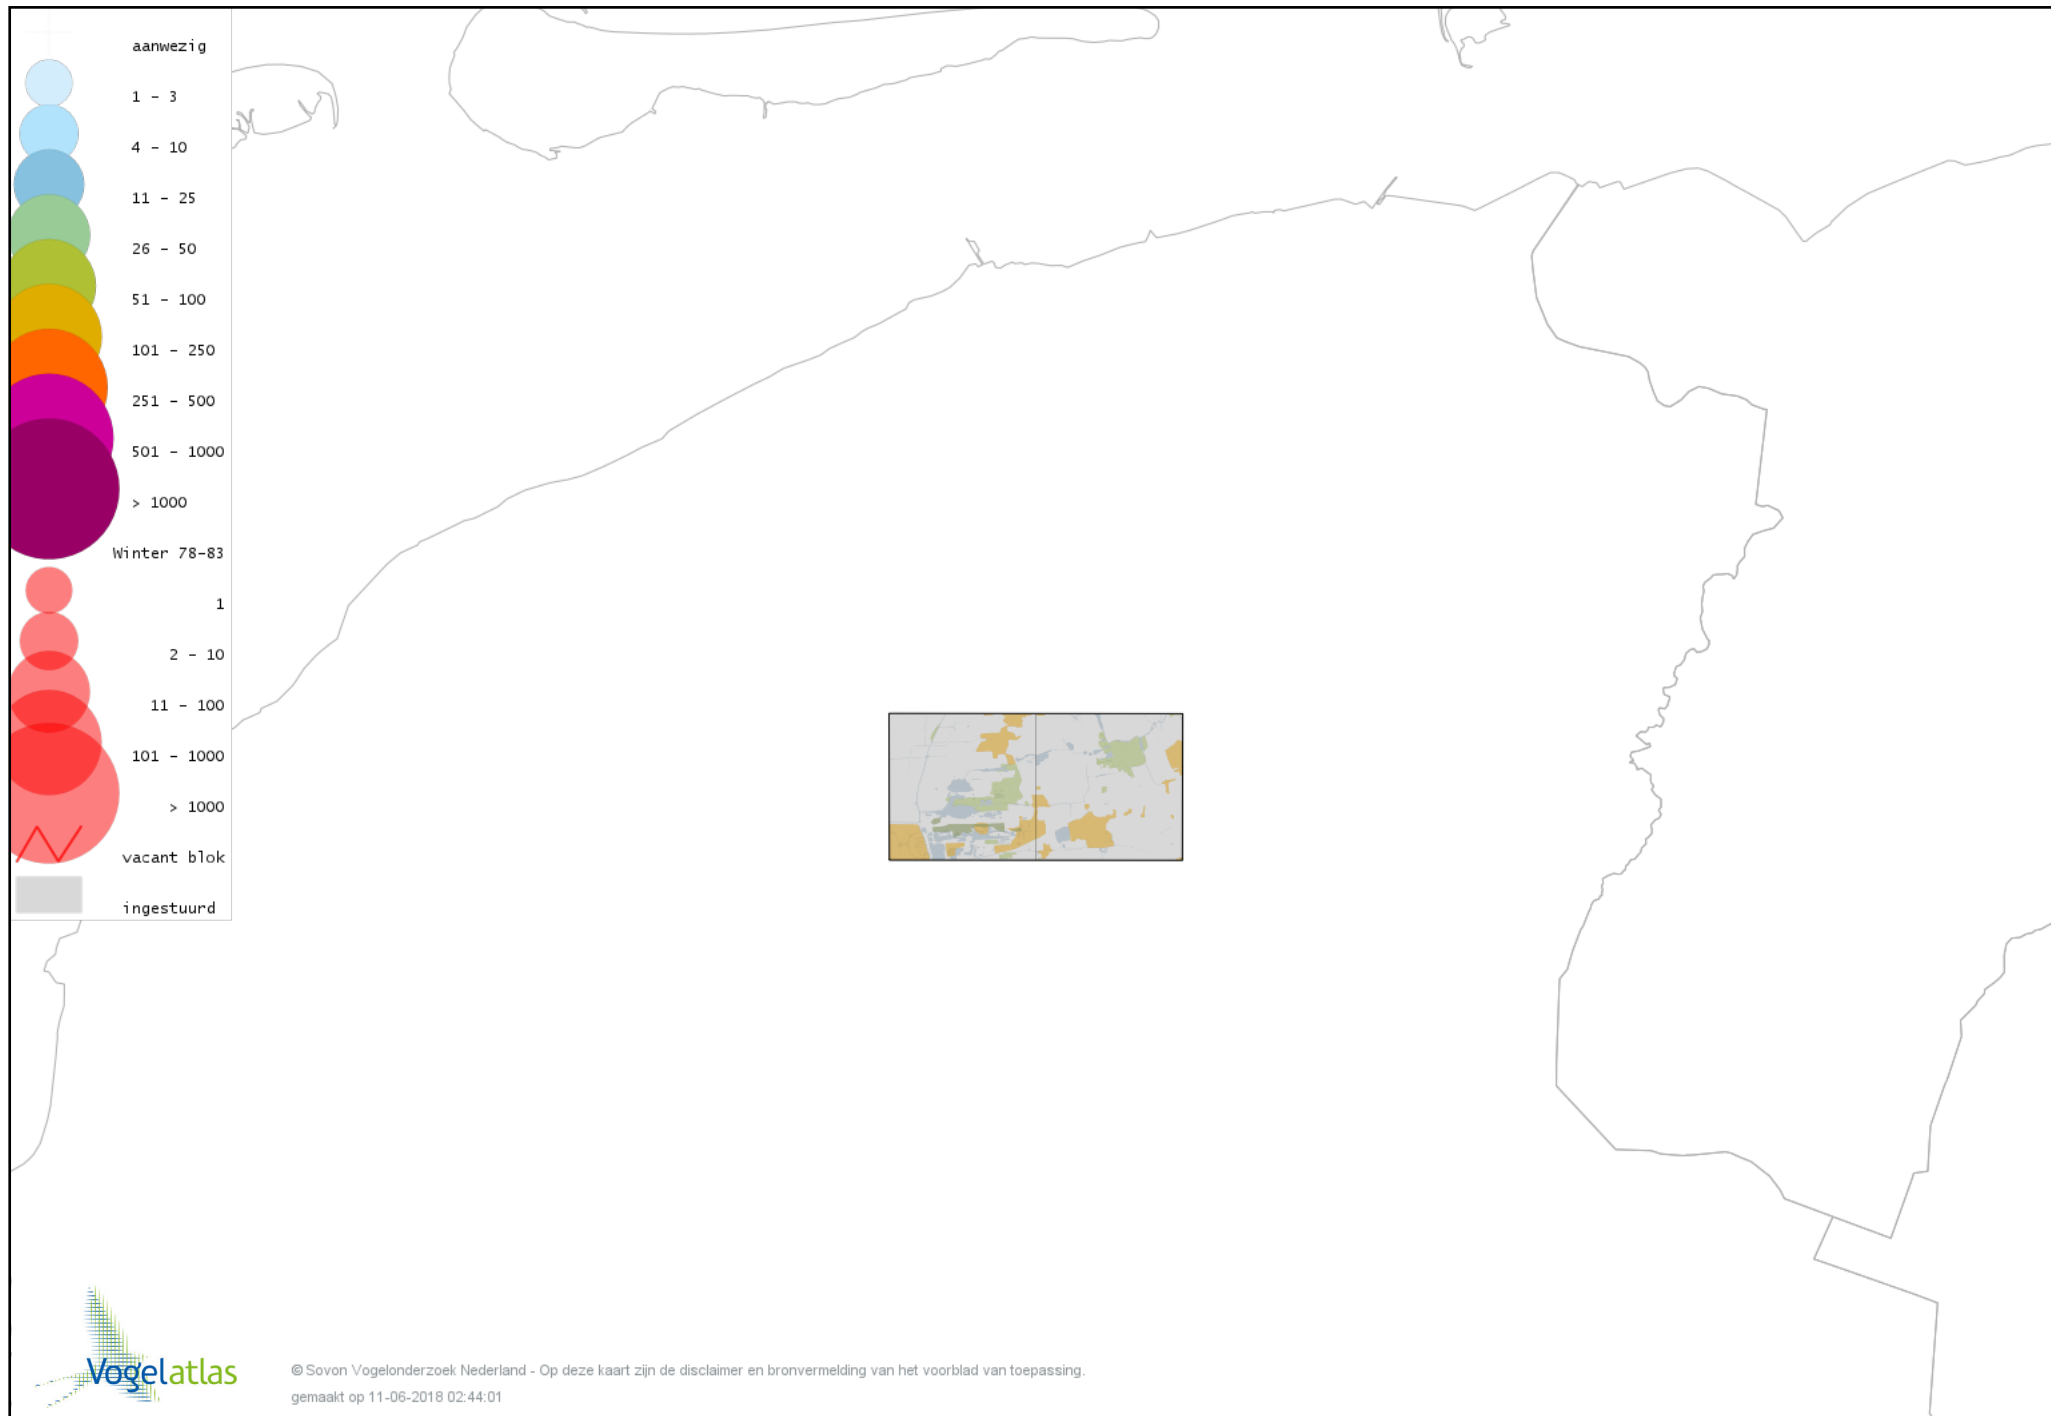 aanwezig
1 - 3
4 - 10
11 - 25
26 - 50
51 - 100
101 - 250
251 - 500
501 - 1000
> 1000
Winter 78-83
1
2 - 10
11 - 100
101 - 1000
> 1000
vacant blok
ingestuurd
Vogelatlas
© Sovon Vogelonderzoek Nederland - Op deze kaart zijn de disclaimer en bronvermelding van het voorblad van toepassing.
gemaakt op 11-06-2018 02:44:01